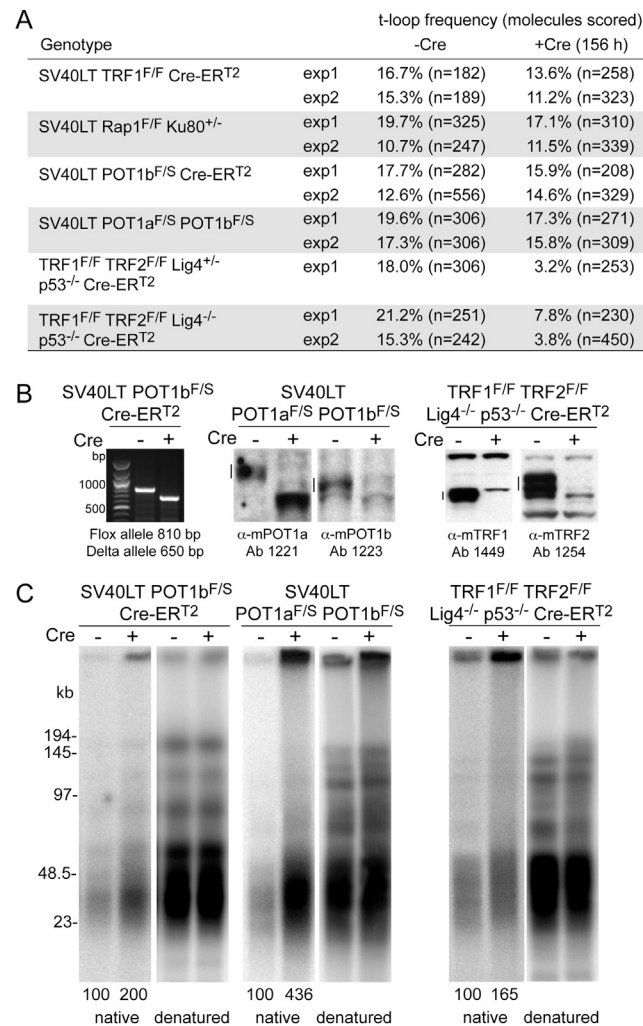 A
t-loop frequency (molecules scored)
Genotype -Cre +Cre (156 h)
SV40LT TRF1F/F Cre-ERT2 exp1 16.7% (n=182) 13.6% (n=258)
exp2 15.3% (n=189) 11.2% (n=323)
SV40LT Rap1F/F Ku80+/- exp1 19.7% (n=325) 17.1% (n=310)
exp2 10.7% (n=247) 11.5% (n=339)
SV40LT POT1bF/S Cre-ERT2 exp1 17.7% (n=282) 15.9% (n=208)
exp2 12.6% (n=556) 14.6% (n=329)
SV40LT POT1aF/S POT1bF/S exp1 19.6% (n=306) 17.3% (n=271)
exp2 17.3% (n=306) 15.8% (n=309)
TRF1F/F TRF2F/F Lig4+/- exp1 18.0% (n=306) 3.2% (n=253)
p53-/- Cre-ERT2
TRF1F/F TRF2F/F Lig4-/- exp1 21.2% (n=251) 7.8% (n=230)
p53-/- Cre-ERT2 exp2 15.3% (n=242) 3.8% (n=450)
B
SV40LT POT1bF/S SV40LT TRF1F/F TRF2F/F
Cre-ERT2 POT1aF/S POT1bF/S Lig4-/- p53-/- Cre-ERT2
Cre - + Cre - + - + Cre - + - +
bp
1000
500
Flox allele 810 bp α-mPOT1a α-mPOT1b α-mTRF1 α-mTRF2
Delta allele 650 bp Ab 1221 Ab 1223 Ab 1449 Ab 1254
C
SV40LT POT1bF/S SV40LT TRF1F/F TRF2F/F
Cre-ERT2 POT1aF/S POT1bF/S Lig4-/- p53-/- Cre-ERT2
Cre - + - + - + - + - + - +
kb
194-
145-
97-
48.5-
23-
100 200 100 436 100 165
native denatured native denatured native denatured